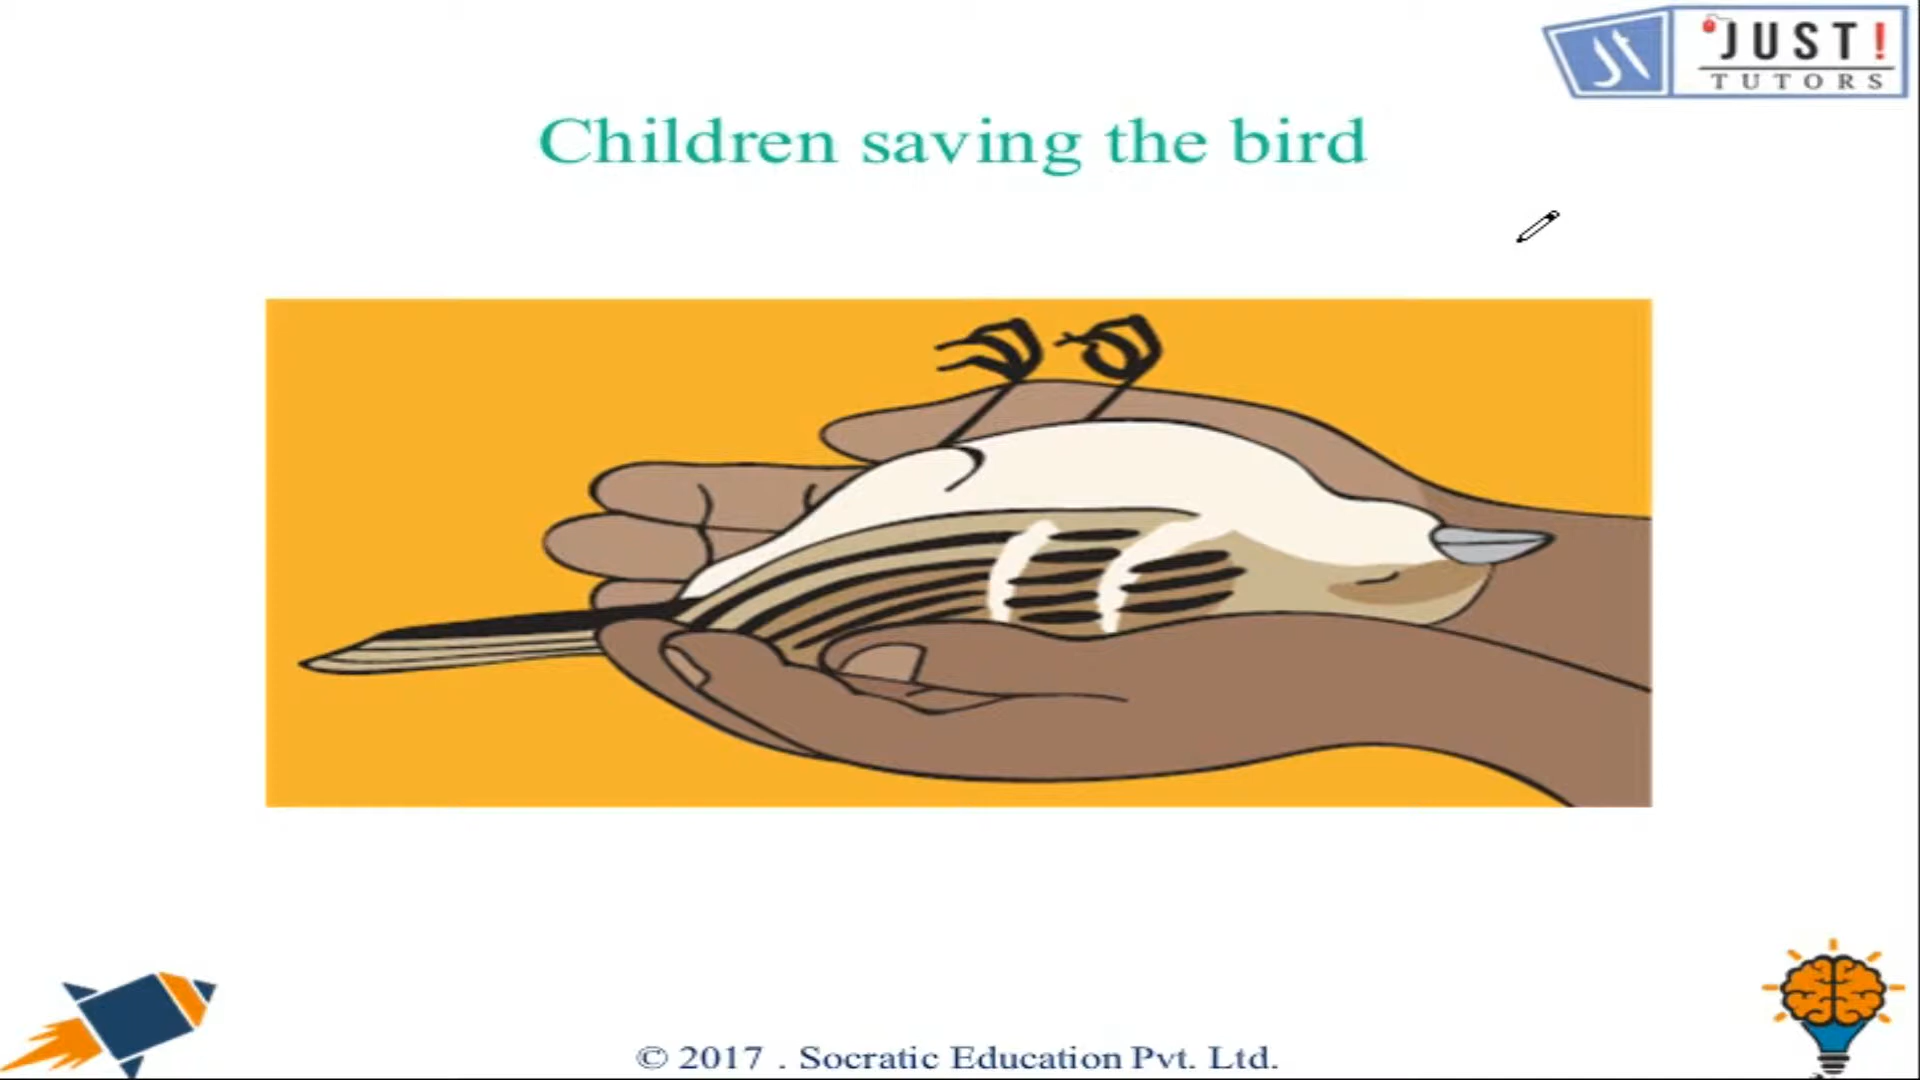 JUST!
TUTORS
Children saving the bird
© 2017 . Socratic Education Pvt. Ltd.